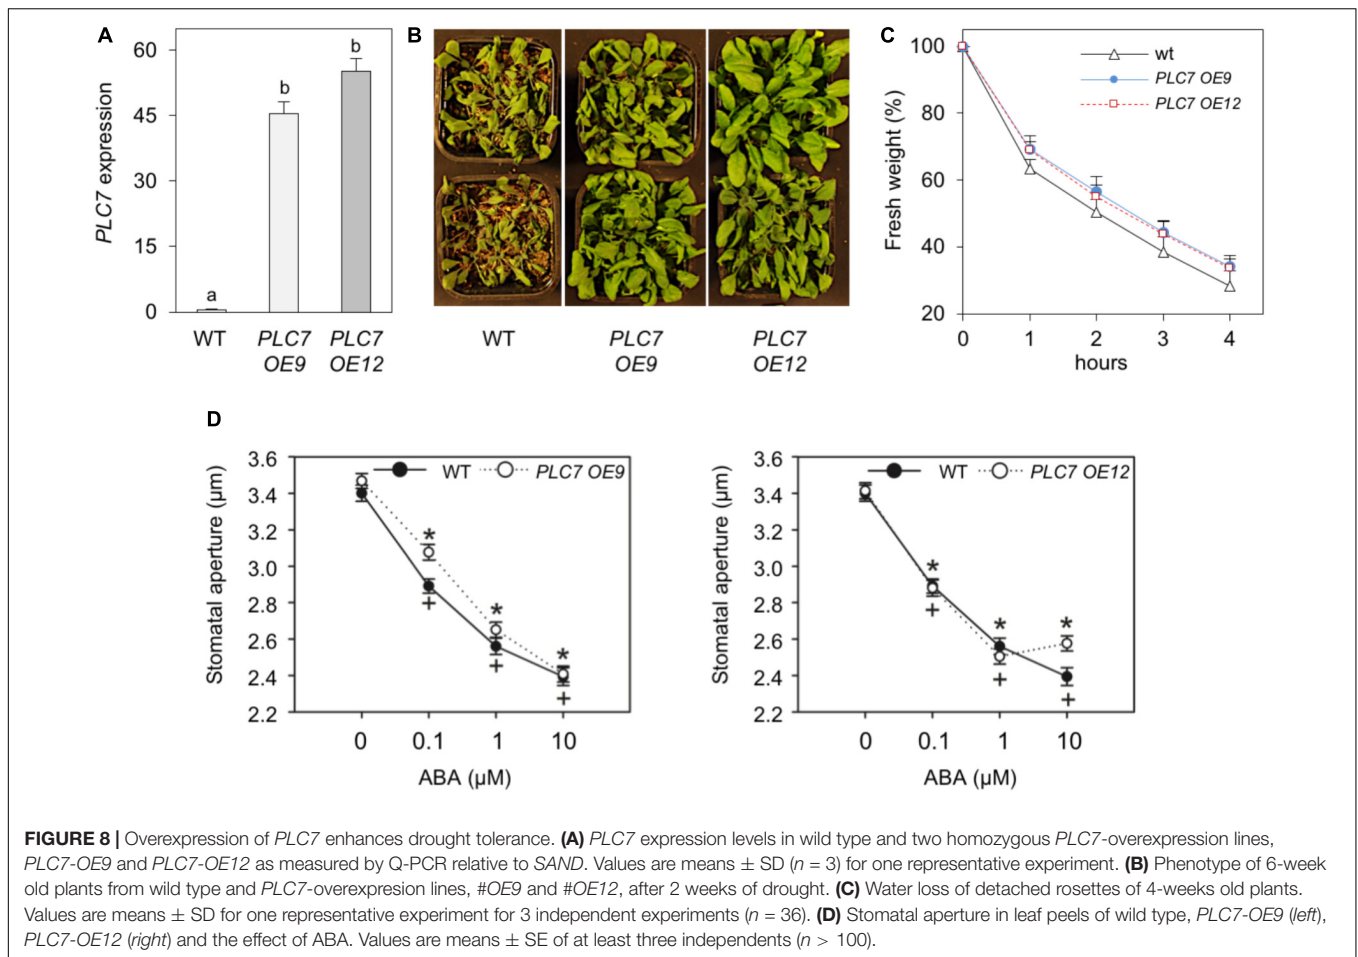 A
PLC7 expression
60
45
30
15
0
a
b
b
WT
PLC7 OE9
PLC7 OE12
B
WT
PLC7 OE9
PLC7 OE12
C
Fresh weight (%)
100
80
60
40
20
wt
PLC7 OE9
PLC7 OE12
0 1 2 3 4
hours
D
Stomatal aperture (µm)
3.6
3.4
3.2
3.0
2.8
2.6
2.4
2.2
WT PLC7 OE9
* * *
+ + +
0 0.1 1 10
ABA (µM)
Stomatal aperture (µm)
3.6
3.4
3.2
3.0
2.8
2.6
2.4
2.2
WT PLC7 OE12
* * *
+ + +
0 0.1 1 10
ABA (µM)
FIGURE 8 | Overexpression of PLC7 enhances drought tolerance. (A) PLC7 expression levels in wild type and two homozygous PLC7-overexpression lines,
PLC7-OE9 and PLC7-OE12 as measured by Q-PCR relative to SAND. Values are means ± SD (n = 3) for one representative experiment. (B) Phenotype of 6-week
old plants from wild type and PLC7-overexpresion lines, #OE9 and #OE12, after 2 weeks of drought. (C) Water loss of detached rosettes of 4-weeks old plants.
Values are means ± SD for one representative experiment for 3 independent experiments (n = 36). (D) Stomatal aperture in leaf peels of wild type, PLC7-OE9 (left),
PLC7-OE12 (right) and the effect of ABA. Values are means ± SE of at least three independents (n > 100).